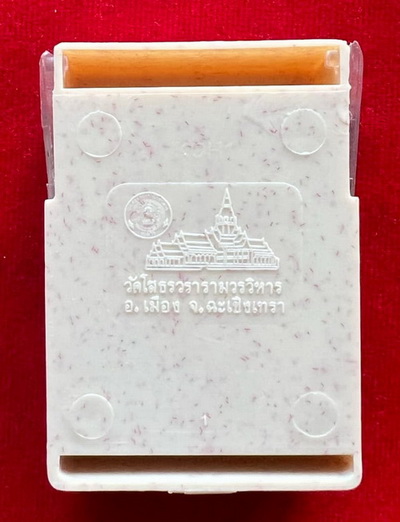 วัดโสธรวรารามวรวิหาร
อ.เมือง จ.ฉะเชิงเทรา
1